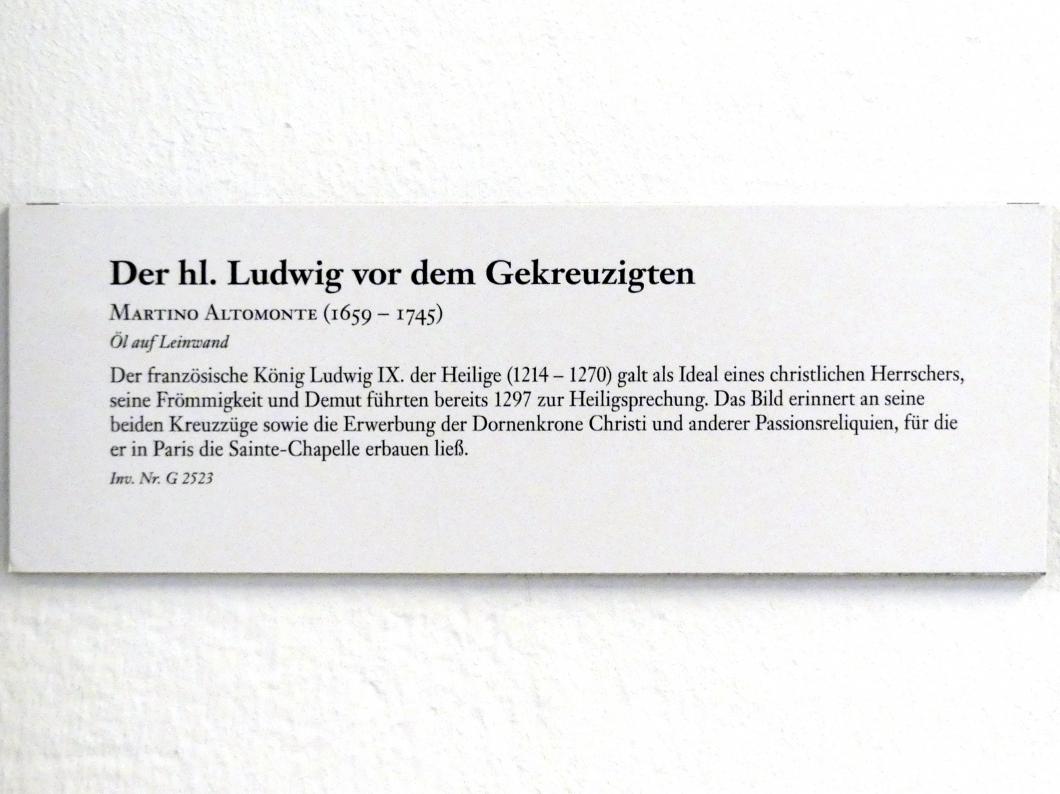 Der hl. Ludwig vor dem Gekreuzigten
Martino Altomonte (1659 – 1745)
Öl auf Leinwand
Der französische König Ludwig IX. der Heilige (1214 – 1270) galt als Ideal eines christlichen Herrschers,
seine Frömmigkeit und Demut führten bereits 1297 zur Heiligsprechung. Das Bild erinnert an seine
beiden Kreuzzüge sowie die Erwerbung der Dornenkrone Christi und anderer Passionsreliquien, für die
er in Paris die Sainte-Chapelle erbauen ließ.
Inv. Nr. G 2523